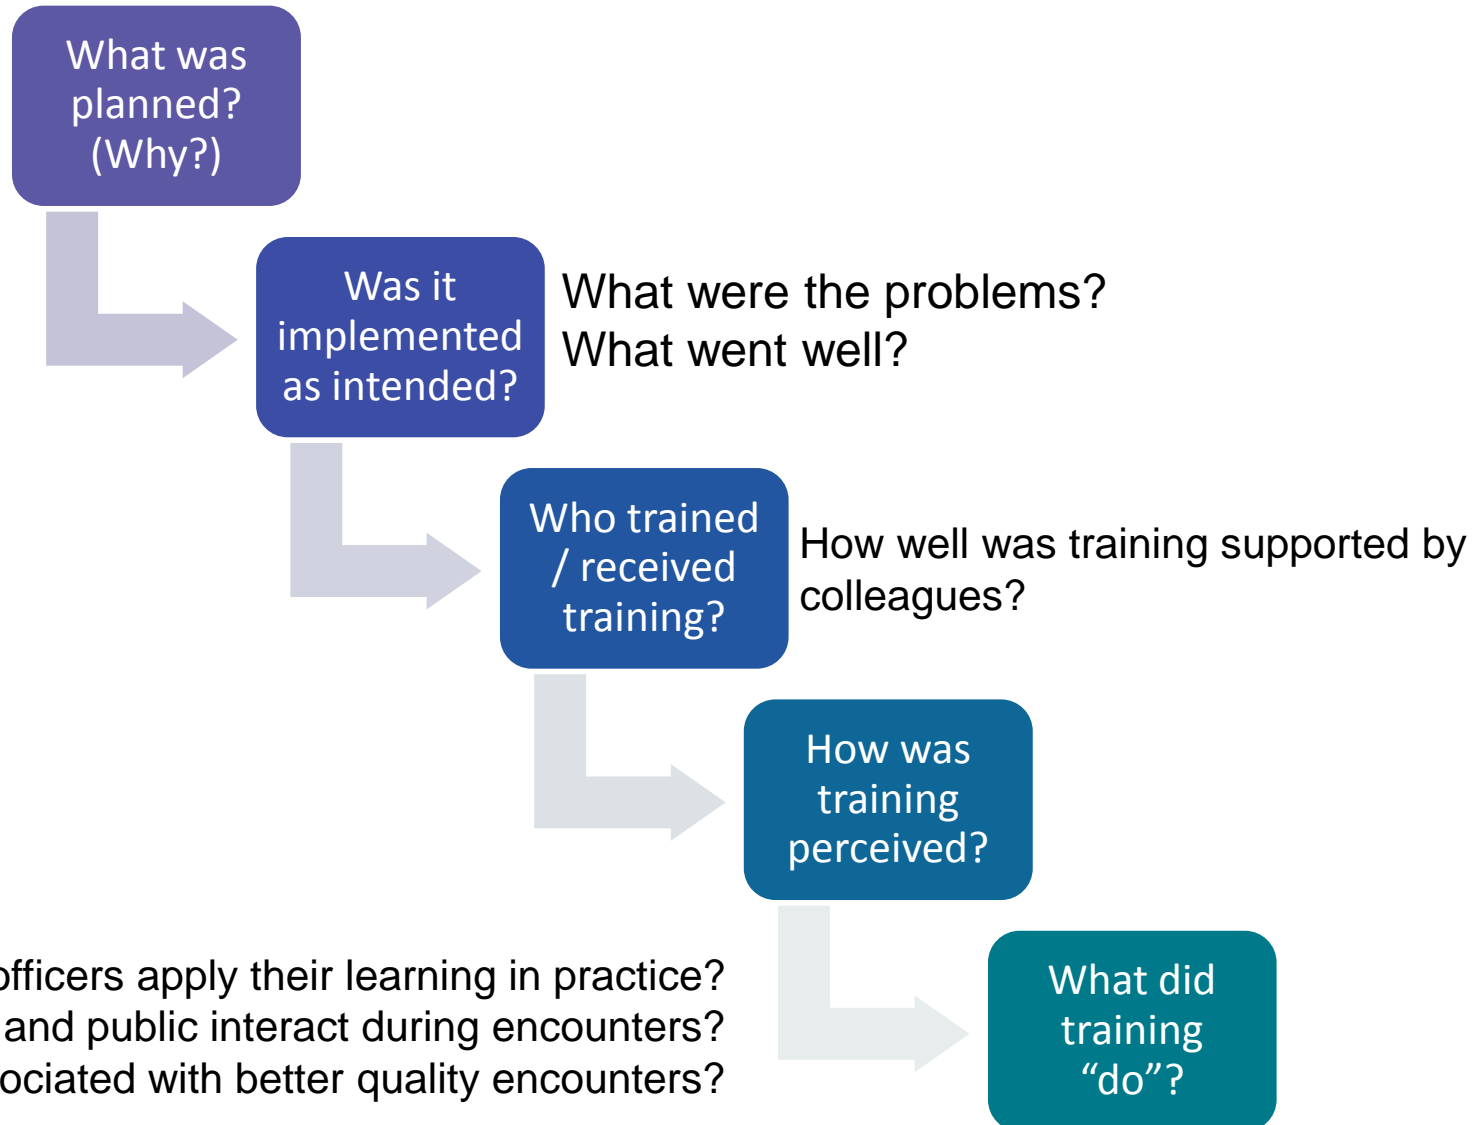 What was
planned?
(Why?)
Was it
implemented
as intended?
What were the problems?
What went well?
Who trained
/ received
training?
How well was training supported by
colleagues?
How was
training
perceived?
officers apply their learning in practice?
and public interact during encounters?
with better quality encounters?
What did
training
“do”?